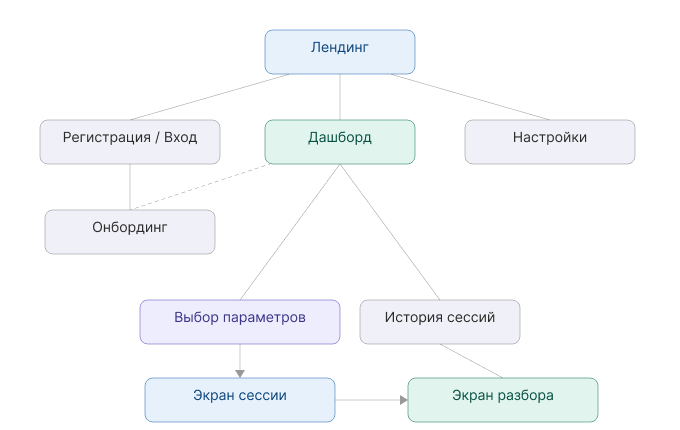 Лендинг
Регистрация / Вход
Дашборд
Настройки
Онбординг
Выбор параметров
История сессий
Экран сессии
Экран разбора